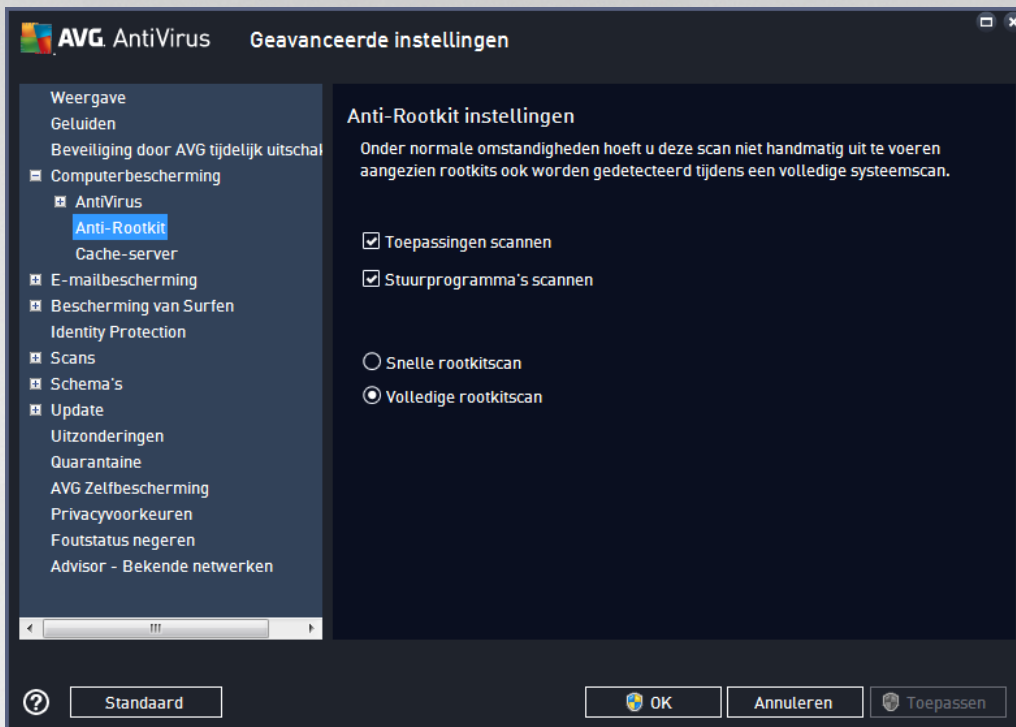 AVG AntiVirus
Geavanceerde instellingen
Weergave
Geluiden
Beveiliging door AVG tijdelijk uitschak
Computerbescherming
AntiVirus
Anti-Rootkit
Cache-server
E-mailbescherming
Bescherming van Surfen
Identity Protection
Scans
Schema's
Update
Uitzonderingen
Quarantaine
AVG Zelfbescherming
Privacyvoorkeuren
Foutstatus negeren
Advisor - Bekende netwerken
Anti-Rootkit instellingen
Onder normale omstandigheden hoeft u deze scan niet handmatig uit te voeren
aangezien rootkits ook worden gedetecteerd tijdens een volledige systeemscan.
Toepassingen scannen
Stuurprogramma's scannen
Snelle rootkitscan
Volledige rootkitscan
?
Standaard
OK
Annuleren
Toepassen